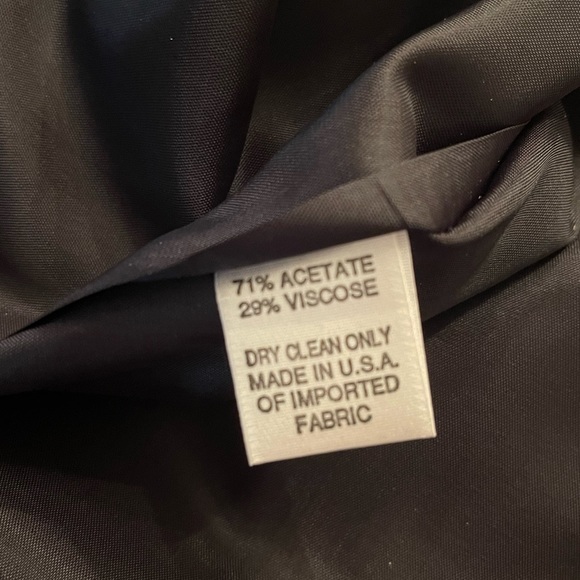 71% ACETATE
29% VISCOSE
DRY CLEAN ONLY
MADE IN U.S.A.
OF IMPORTED
FABRIC